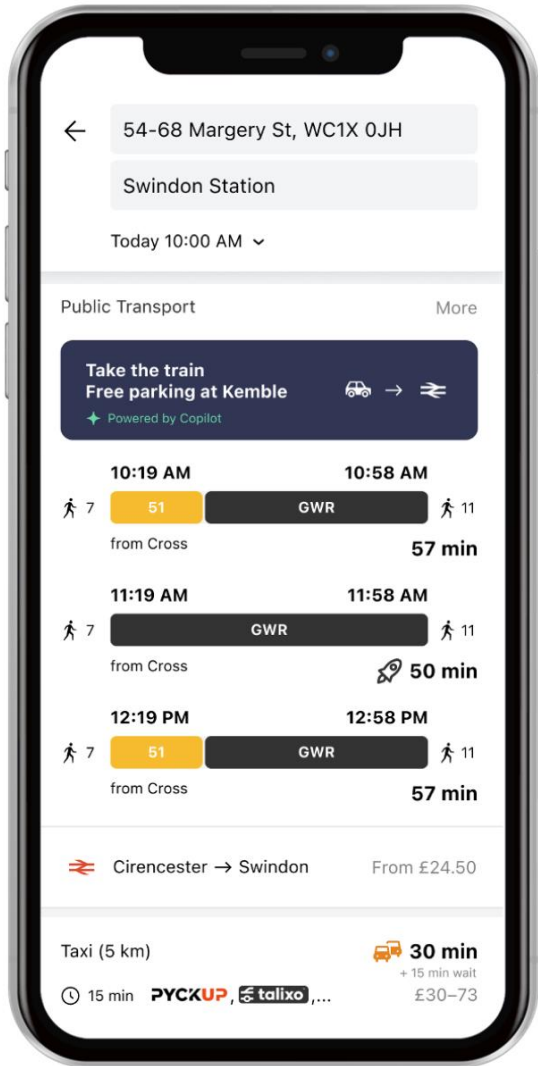 54-68 Margery St, WC1X 0JH
Swindon Station
Today 10:00 AM
Public Transport More
Take the train
Free parking at Kemble
Powered by Copilot
10:19 AM 10:58 AM
7 51 GWR 11
from Cross
57 min
11:19 AM 11:58 AM
7 GWR 11
from Cross
50 min
12:19 PM 12:58 PM
7 51 GWR 11
from Cross
57 min
Cirencester → Swindon From £24.50
Taxi (5 km) 30 min
+ 15 min wait
15 min PYCKUP, talixo,... £30–73